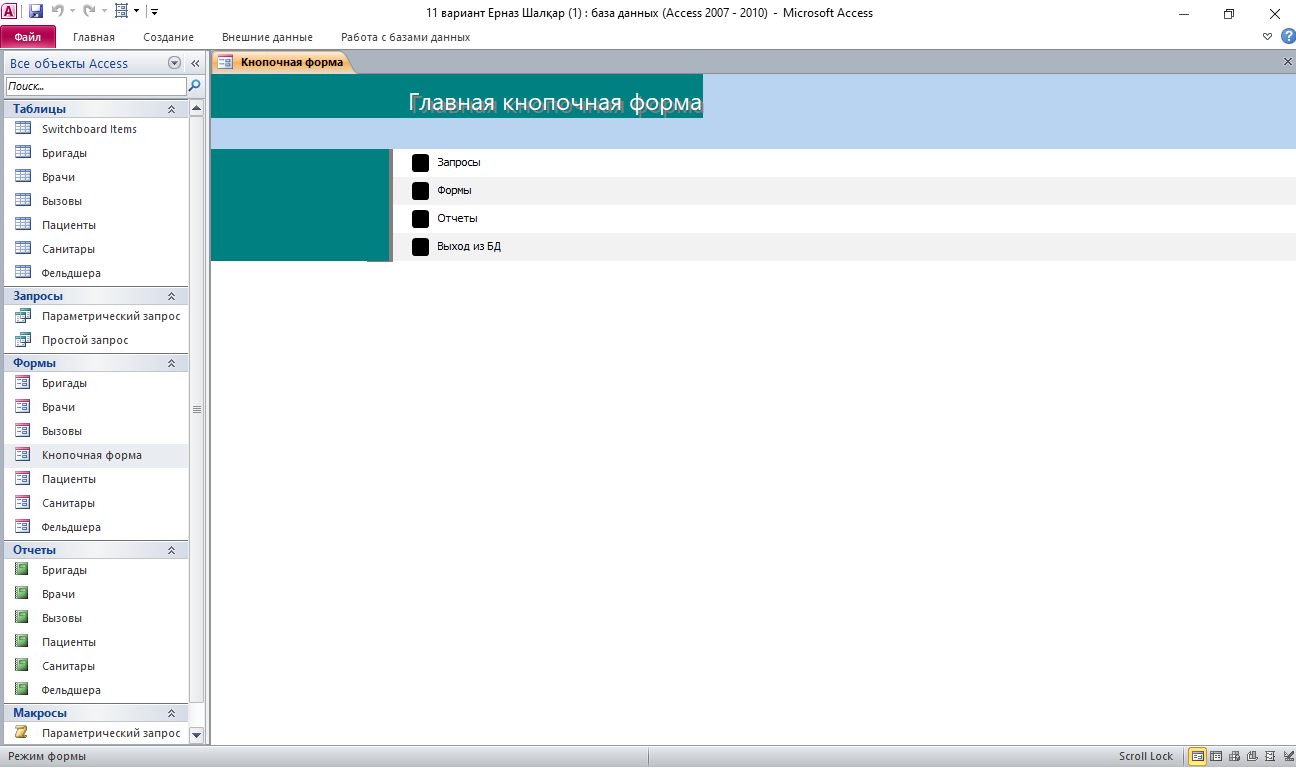 11 вариант Ерназ Шалқар (1) : база данных (Access 2007 - 2010) - Microsoft Access
Файл Главная Создание Внешние данные Работа с базами данных
Все объекты Access
Поиск...
Таблицы
Switchboard Items
Бригады
Врачи
Вызовы
Пациенты
Санитары
Фельдшера
Запросы
Параметрический запрос
Простой запрос
Формы
Бригады
Врачи
Вызовы
Кнопочная форма
Пациенты
Санитары
Фельдшера
Отчеты
Бригады
Врачи
Вызовы
Пациенты
Санитары
Фельдшера
Макросы
Параметрический запрос
Кнопочная форма
Главная кнопочная форма
Запросы
Формы
Отчеты
Выход из БД
Режим формы
Scroll Lock